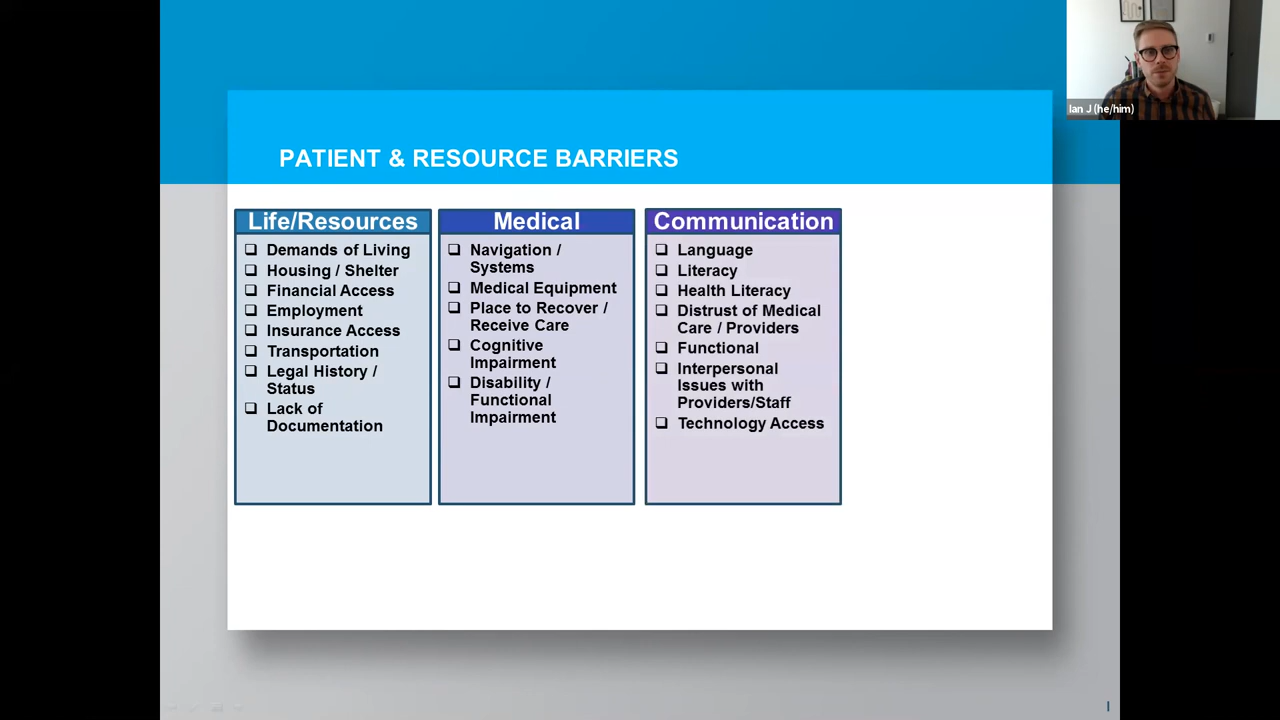 Ian J (he/him)
PATIENT & RESOURCE BARRIERS
Life/Resources
Demands of Living
Housing / Shelter
Financial Access
Employment
Insurance Access
Transportation
Legal History /
Status
Lack of
Documentation
Medical
Navigation /
Systems
Medical Equipment
Place to Recover /
Receive Care
Cognitive
Impairment
Disability /
Functional
Impairment
Communication
Language
Literacy
Health Literacy
Distrust of Medical
Care / Providers
Functional
Interpersonal
Issues with
Providers/Staff
Technology Access